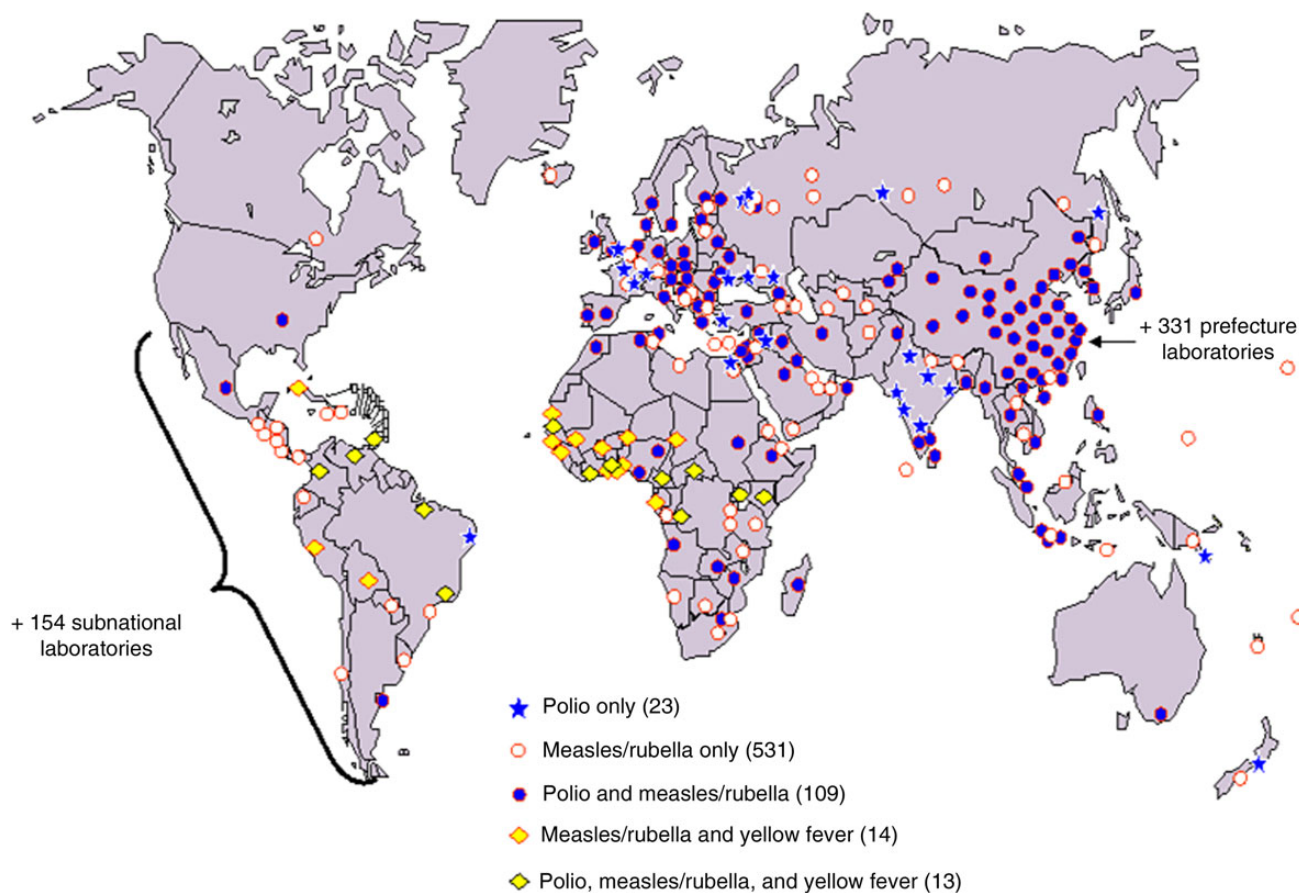 + 331 prefecture
laboratories
+ 154 subnational
laboratories
Polio only (23)
Measles/rubella only (531)
Polio and measles/rubella (109)
Measles/rubella and yellow fever (14)
Polio, measles/rubella, and yellow fever (13)